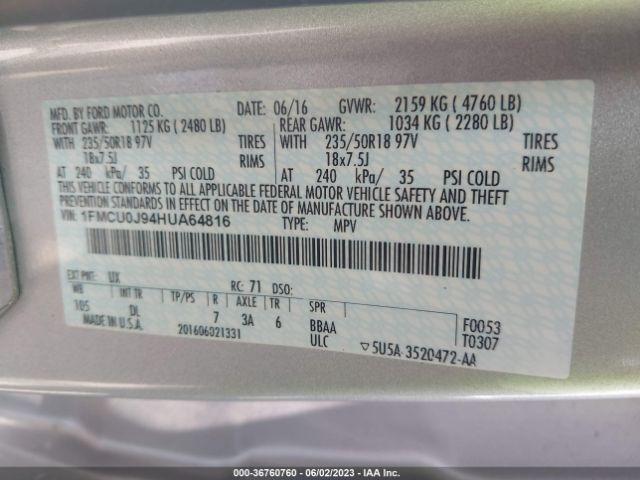 MFD. BY FORD MOTOR CO. DATE: 06/16 GVWR: 2159 KG ( 4760 LB)
FRONT GAWR: 1125 KG ( 2480 LB) REAR GAWR: 1034 KG ( 2280 LB)
WITH 235/50R18 97V TIRES WITH 235/50R18 97V TIRES
18x7.5J RIMS 18x7.5J RIMS
AT 240 kPa/ 35 PSI COLD AT 240 kPa/ 35 PSI COLD
THIS VEHICLE CONFORMS TO ALL APPLICABLE FEDERAL MOTOR VEHICLE SAFETY AND THEFT
PREVENTION STANDARDS IN EFFECT ON THE DATE OF MANUFACTURE SHOWN ABOVE.
VIN: 1FMCU0J94HUA64816 TYPE: MPV
EXT PNT: UX RC: 71 DSO:
WB INT TR TP/PS R AXLE TR SPR
105 DL 7 3A 6 BBAA F0053
MADE IN U.S.A. 201606021331 ULC T0307
▽5U5A-3520472-AA
000-36760760 - 06/02/2023 - IAA Inc.